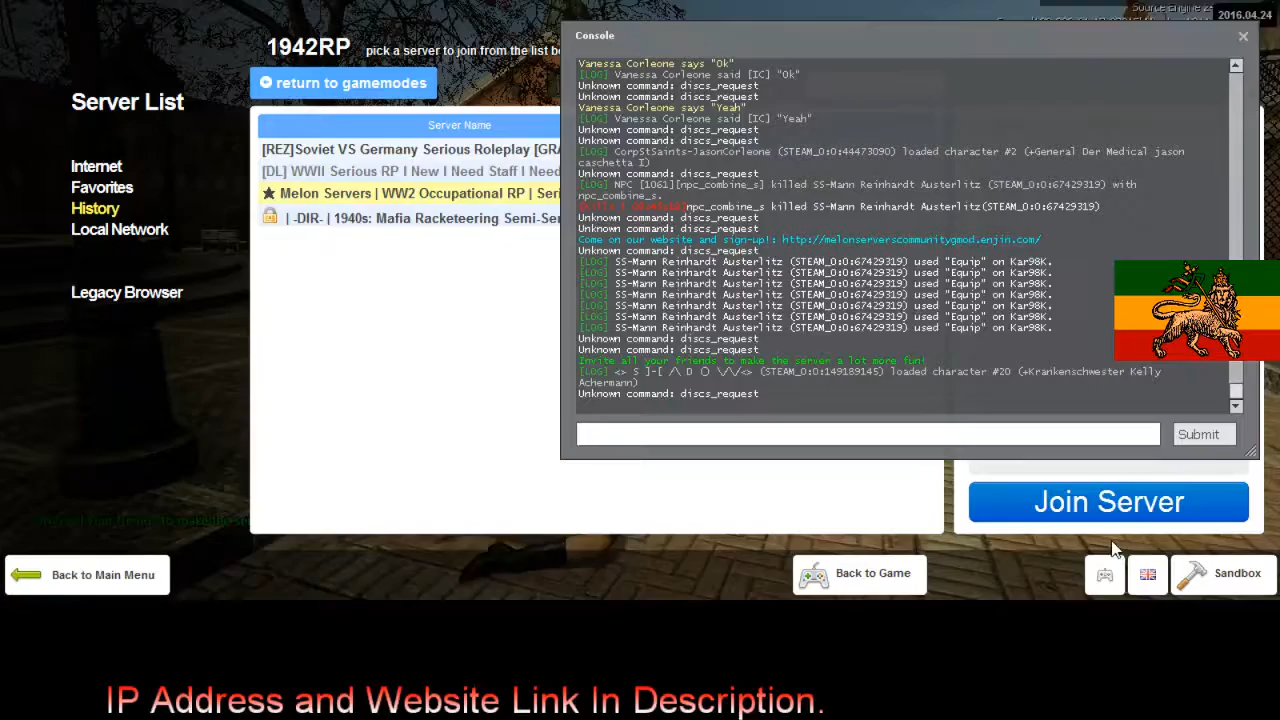 2016.04.24
1942RP pick a server to join from the list b
return to gamemodes
Server List
Internet
Favorites
History
Local Network
Legacy Browser
Server Name
[REZ]Soviet VS Germany Serious Roleplay [GRA
[DL] WWII Serious RP I New I Need Staff I Need
Melon Servers | WW2 Occupational RP | Seri
| -DIR- | 1940s: Mafia Racketeering Semi-Ser
Console
Vanessa Corleone says "Ok"
[LOG] Vanessa Corleone said [IC] "Ok"
Unknown command: discs_request
Unknown command: discs_request
Vanessa Corleone says "Yeah"
[LOG] Vanessa Corleone said [IC] "Yeah"
Unknown command: discs_request
Unknown command: discs_request
[LOG] CorpStSaints-JasonCorleone (STEAM_0:0:44473090) loaded character #2 (+General Der Medical jason
caschetta I)
Unknown command: discs_request
[LOG] NPC [1061][npc_combine_s] killed SS-Mann Reinhardt Austerlitz (STEAM_0:0:67429319) with
npc_combine_s.
npc_combine_s killed SS-Mann Reinhardt Austerlitz(STEAM_0:0:67429319)
Unknown command: discs_request
Unknown command: discs_request
Come on our website and sign-up!: http://melonserverscommunitygmod.enjin.com/
Unknown command: discs_request
[LOG] SS-Mann Reinhardt Austerlitz (STEAM_0:0:67429319) used "Equip" on Kar98K.
[LOG] SS-Mann Reinhardt Austerlitz (STEAM_0:0:67429319) used "Equip" on Kar98K.
[LOG] SS-Mann Reinhardt Austerlitz (STEAM_0:0:67429319) used "Equip" on Kar98K.
[LOG] SS-Mann Reinhardt Austerlitz (STEAM_0:0:67429319) used "Equip" on Kar98K.
[LOG] SS-Mann Reinhardt Austerlitz (STEAM_0:0:67429319) used "Equip" on Kar98K.
[LOG] SS-Mann Reinhardt Austerlitz (STEAM_0:0:67429319) used "Equip" on Kar98K.
[LOG] SS-Mann Reinhardt Austerlitz (STEAM_0:0:67429319) used "Equip" on Kar98K.
Unknown command: discs_request
Unknown command: discs_request
Invite all your friends to make the server a lot more fun!
[LOG] <> S ]-[ /\ D () \/\/<> (STEAM_0:0:149189145) loaded character #20 (+Krankenschwester Kelly
Achermann)
Unknown command: discs_request
Submit
Join Server
Back to Main Menu
Back to Game
Sandbox
IP Address and Website Link In Description.